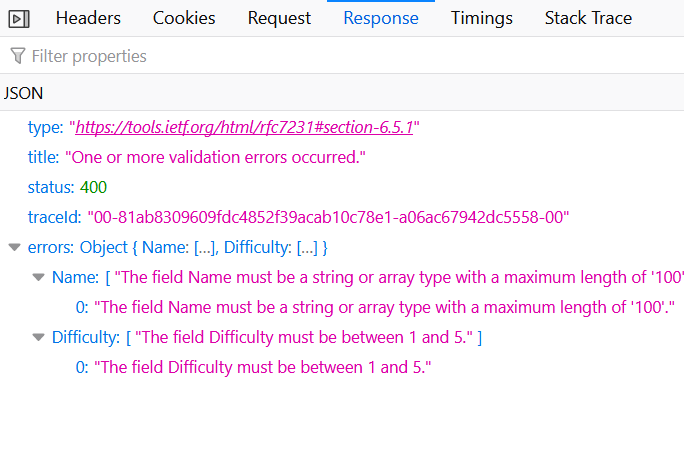 Headers Cookies Request Response Timings Stack Trace
Filter properties
JSON
type: "https://tools.ietf.org/html/rfc7231#section-6.5.1"
title: "One or more validation errors occurred."
status: 400
traceId: "00-81ab8309609fdc4852f39acab10c78e1-a06ac67942dc5558-00"
errors: Object { Name: […], Difficulty: […] }
Name: [ "The field Name must be a string or array type with a maximum length of '100'
0: "The field Name must be a string or array type with a maximum length of '100'."
Difficulty: [ "The field Difficulty must be between 1 and 5." ]
0: "The field Difficulty must be between 1 and 5."